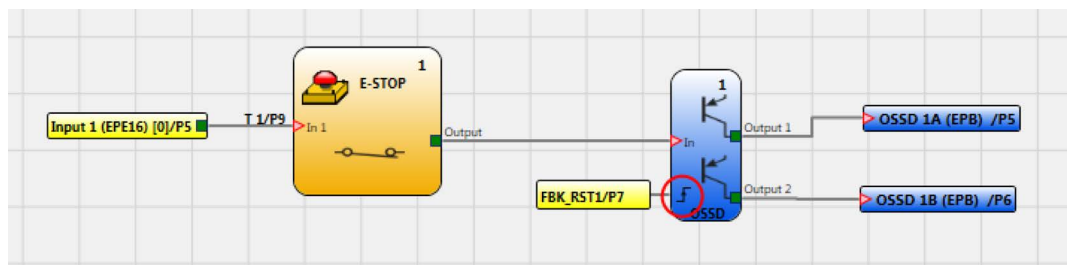 1
E-STOP
1
Input 1 (EPE16) [0]/P5
T 1/P9
In 1
Output
In
Output 1
OSSD 1A (EPB) /P5
FBK_RST1/P7
Output 2
OSSD 1B (EPB) /P6
OSSD